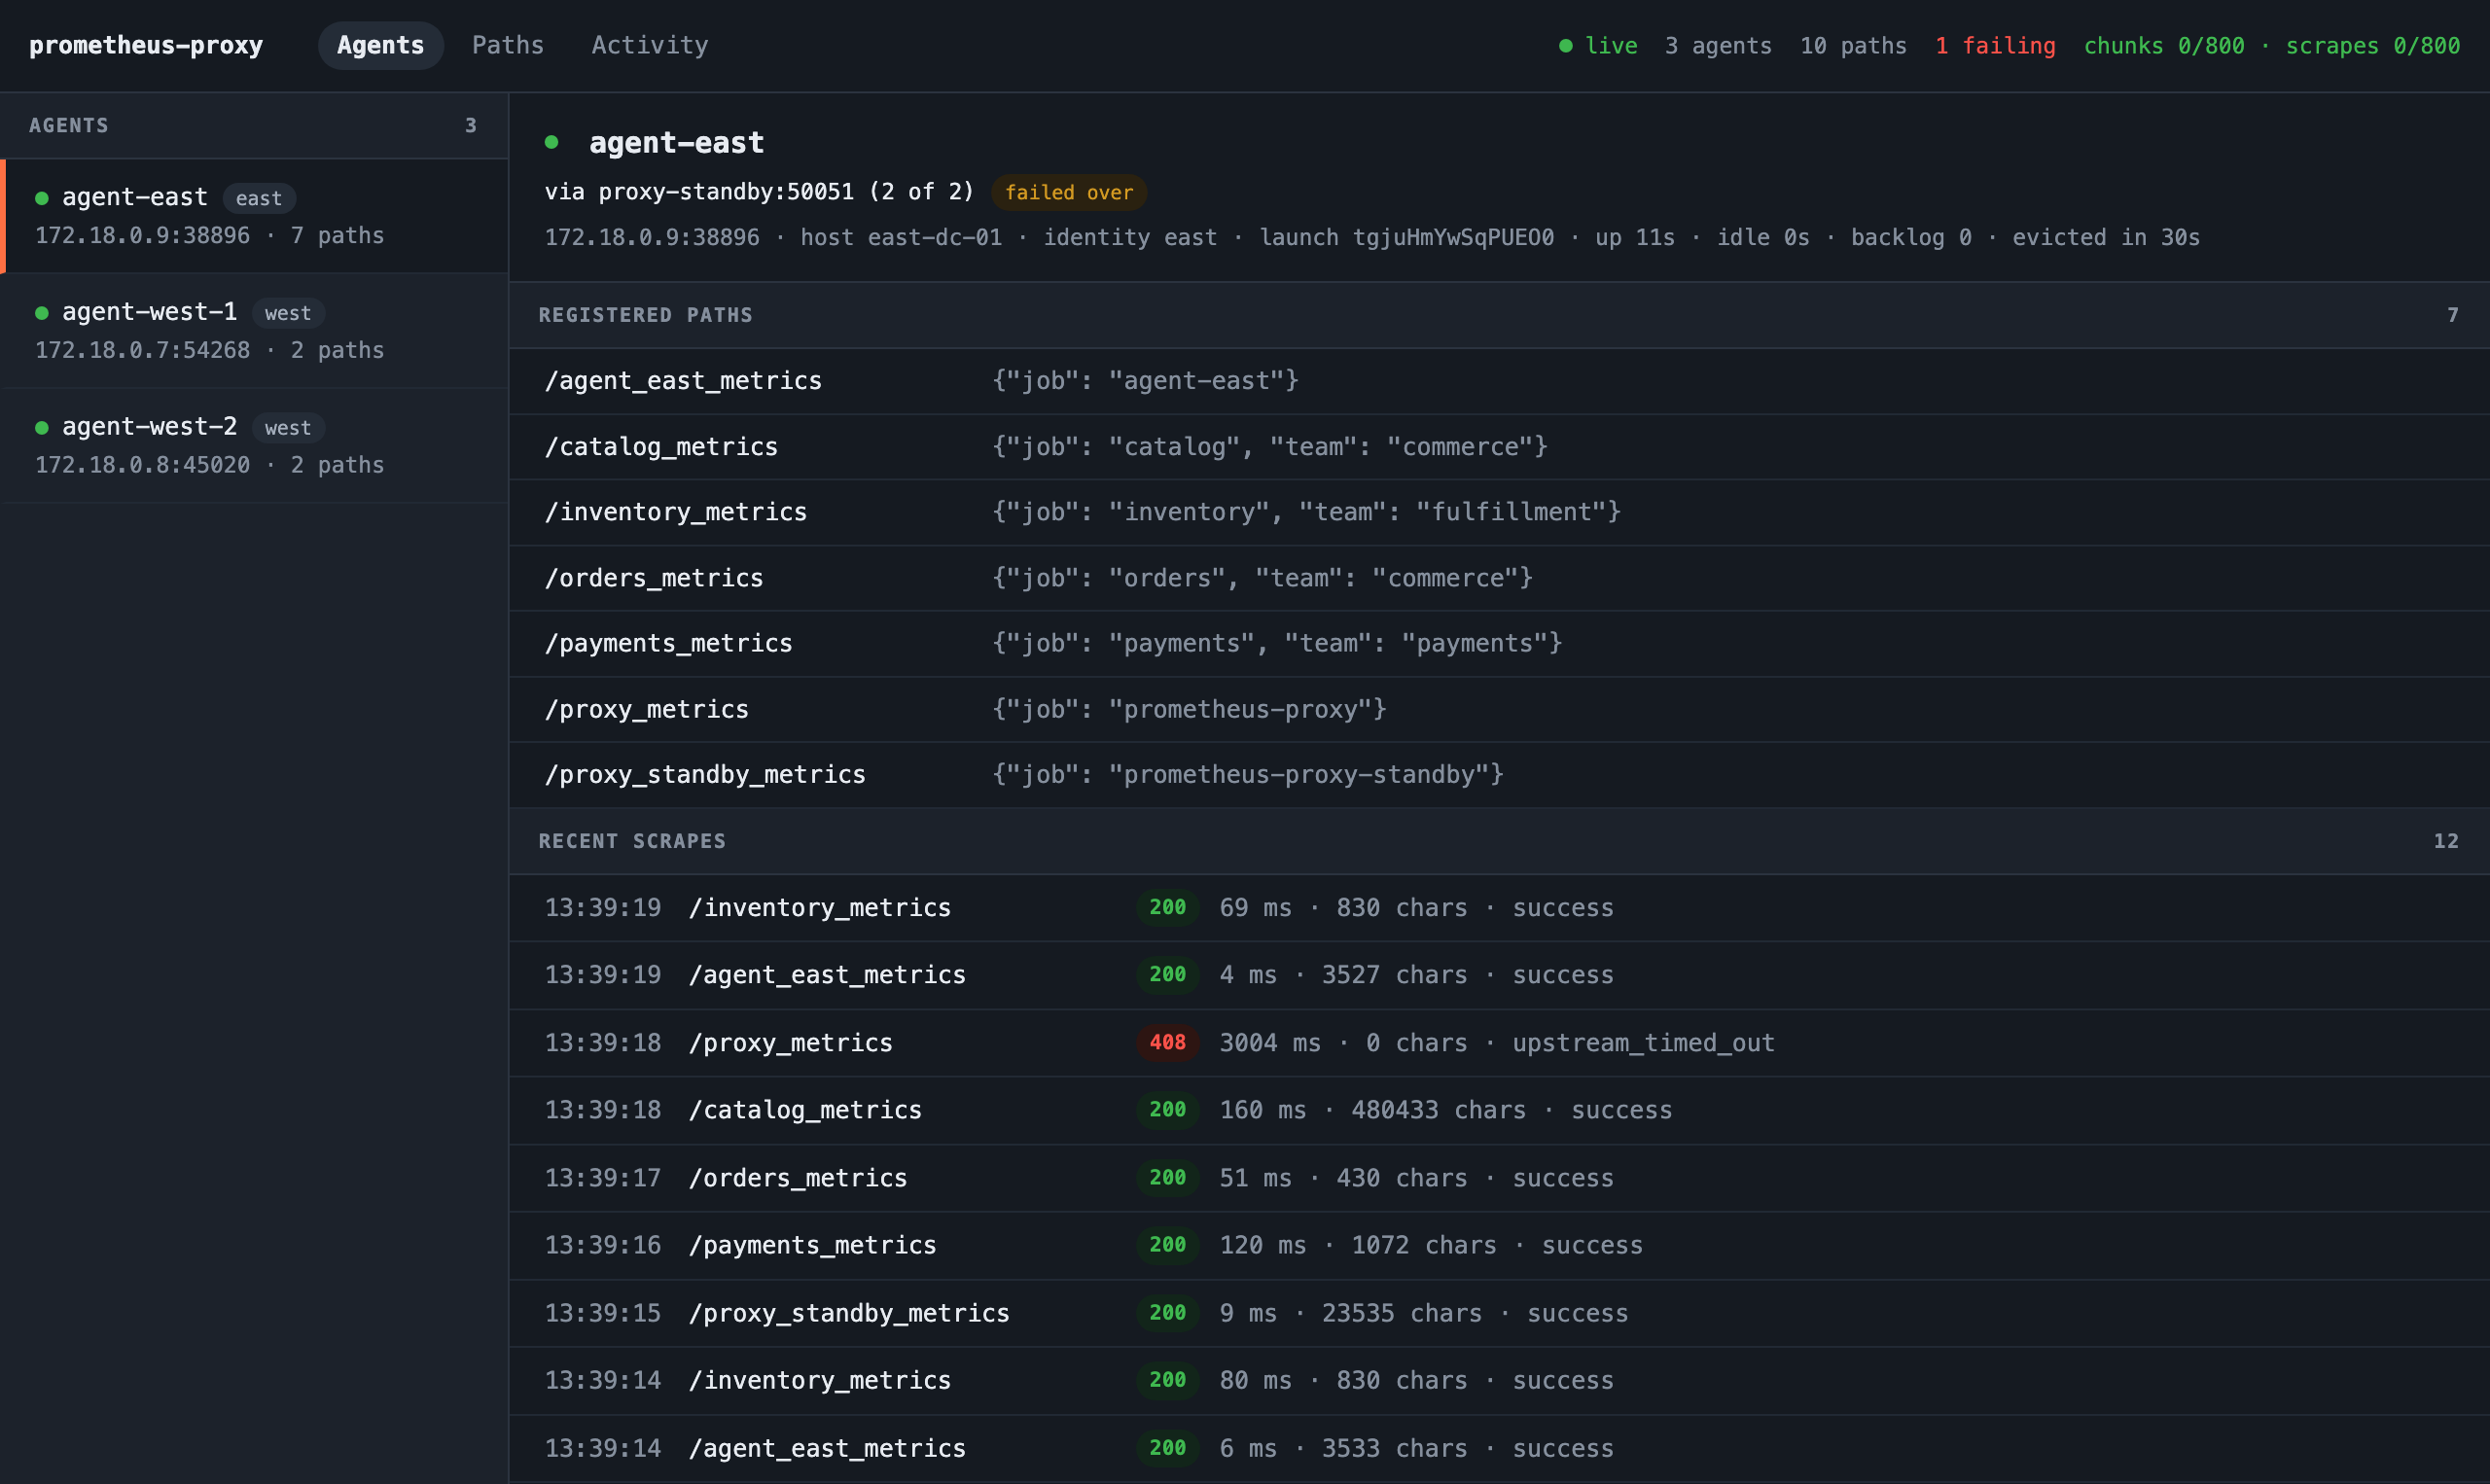 prometheus-proxy Agents Paths Activity live 3 agents 10 paths 1 failing chunks 0/800 · scrapes 0/800
AGENTS 3
agent-east east
172.18.0.9:38896 · 7 paths
agent-west-1 west
172.18.0.7:54268 · 2 paths
agent-west-2 west
172.18.0.8:45020 · 2 paths
agent-east
via proxy-standby:50051 (2 of 2) failed over
172.18.0.9:38896 · host east-dc-01 · identity east · launch tgjuHmYwSqPUEO0 · up 11s · idle 0s · backlog 0 · evicted in 30s
REGISTERED PATHS 7
/agent_east_metrics {"job": "agent-east"}
/catalog_metrics {"job": "catalog", "team": "commerce"}
/inventory_metrics {"job": "inventory", "team": "fulfillment"}
/orders_metrics {"job": "orders", "team": "commerce"}
/payments_metrics {"job": "payments", "team": "payments"}
/proxy_metrics {"job": "prometheus-proxy"}
/proxy_standby_metrics {"job": "prometheus-proxy-standby"}
RECENT SCRAPES 12
13:39:19 /inventory_metrics 200 69 ms · 830 chars · success
13:39:19 /agent_east_metrics 200 4 ms · 3527 chars · success
13:39:18 /proxy_metrics 408 3004 ms · 0 chars · upstream_timed_out
13:39:18 /catalog_metrics 200 160 ms · 480433 chars · success
13:39:17 /orders_metrics 200 51 ms · 430 chars · success
13:39:16 /payments_metrics 200 120 ms · 1072 chars · success
13:39:15 /proxy_standby_metrics 200 9 ms · 23535 chars · success
13:39:14 /inventory_metrics 200 80 ms · 830 chars · success
13:39:14 /agent_east_metrics 200 6 ms · 3533 chars · success